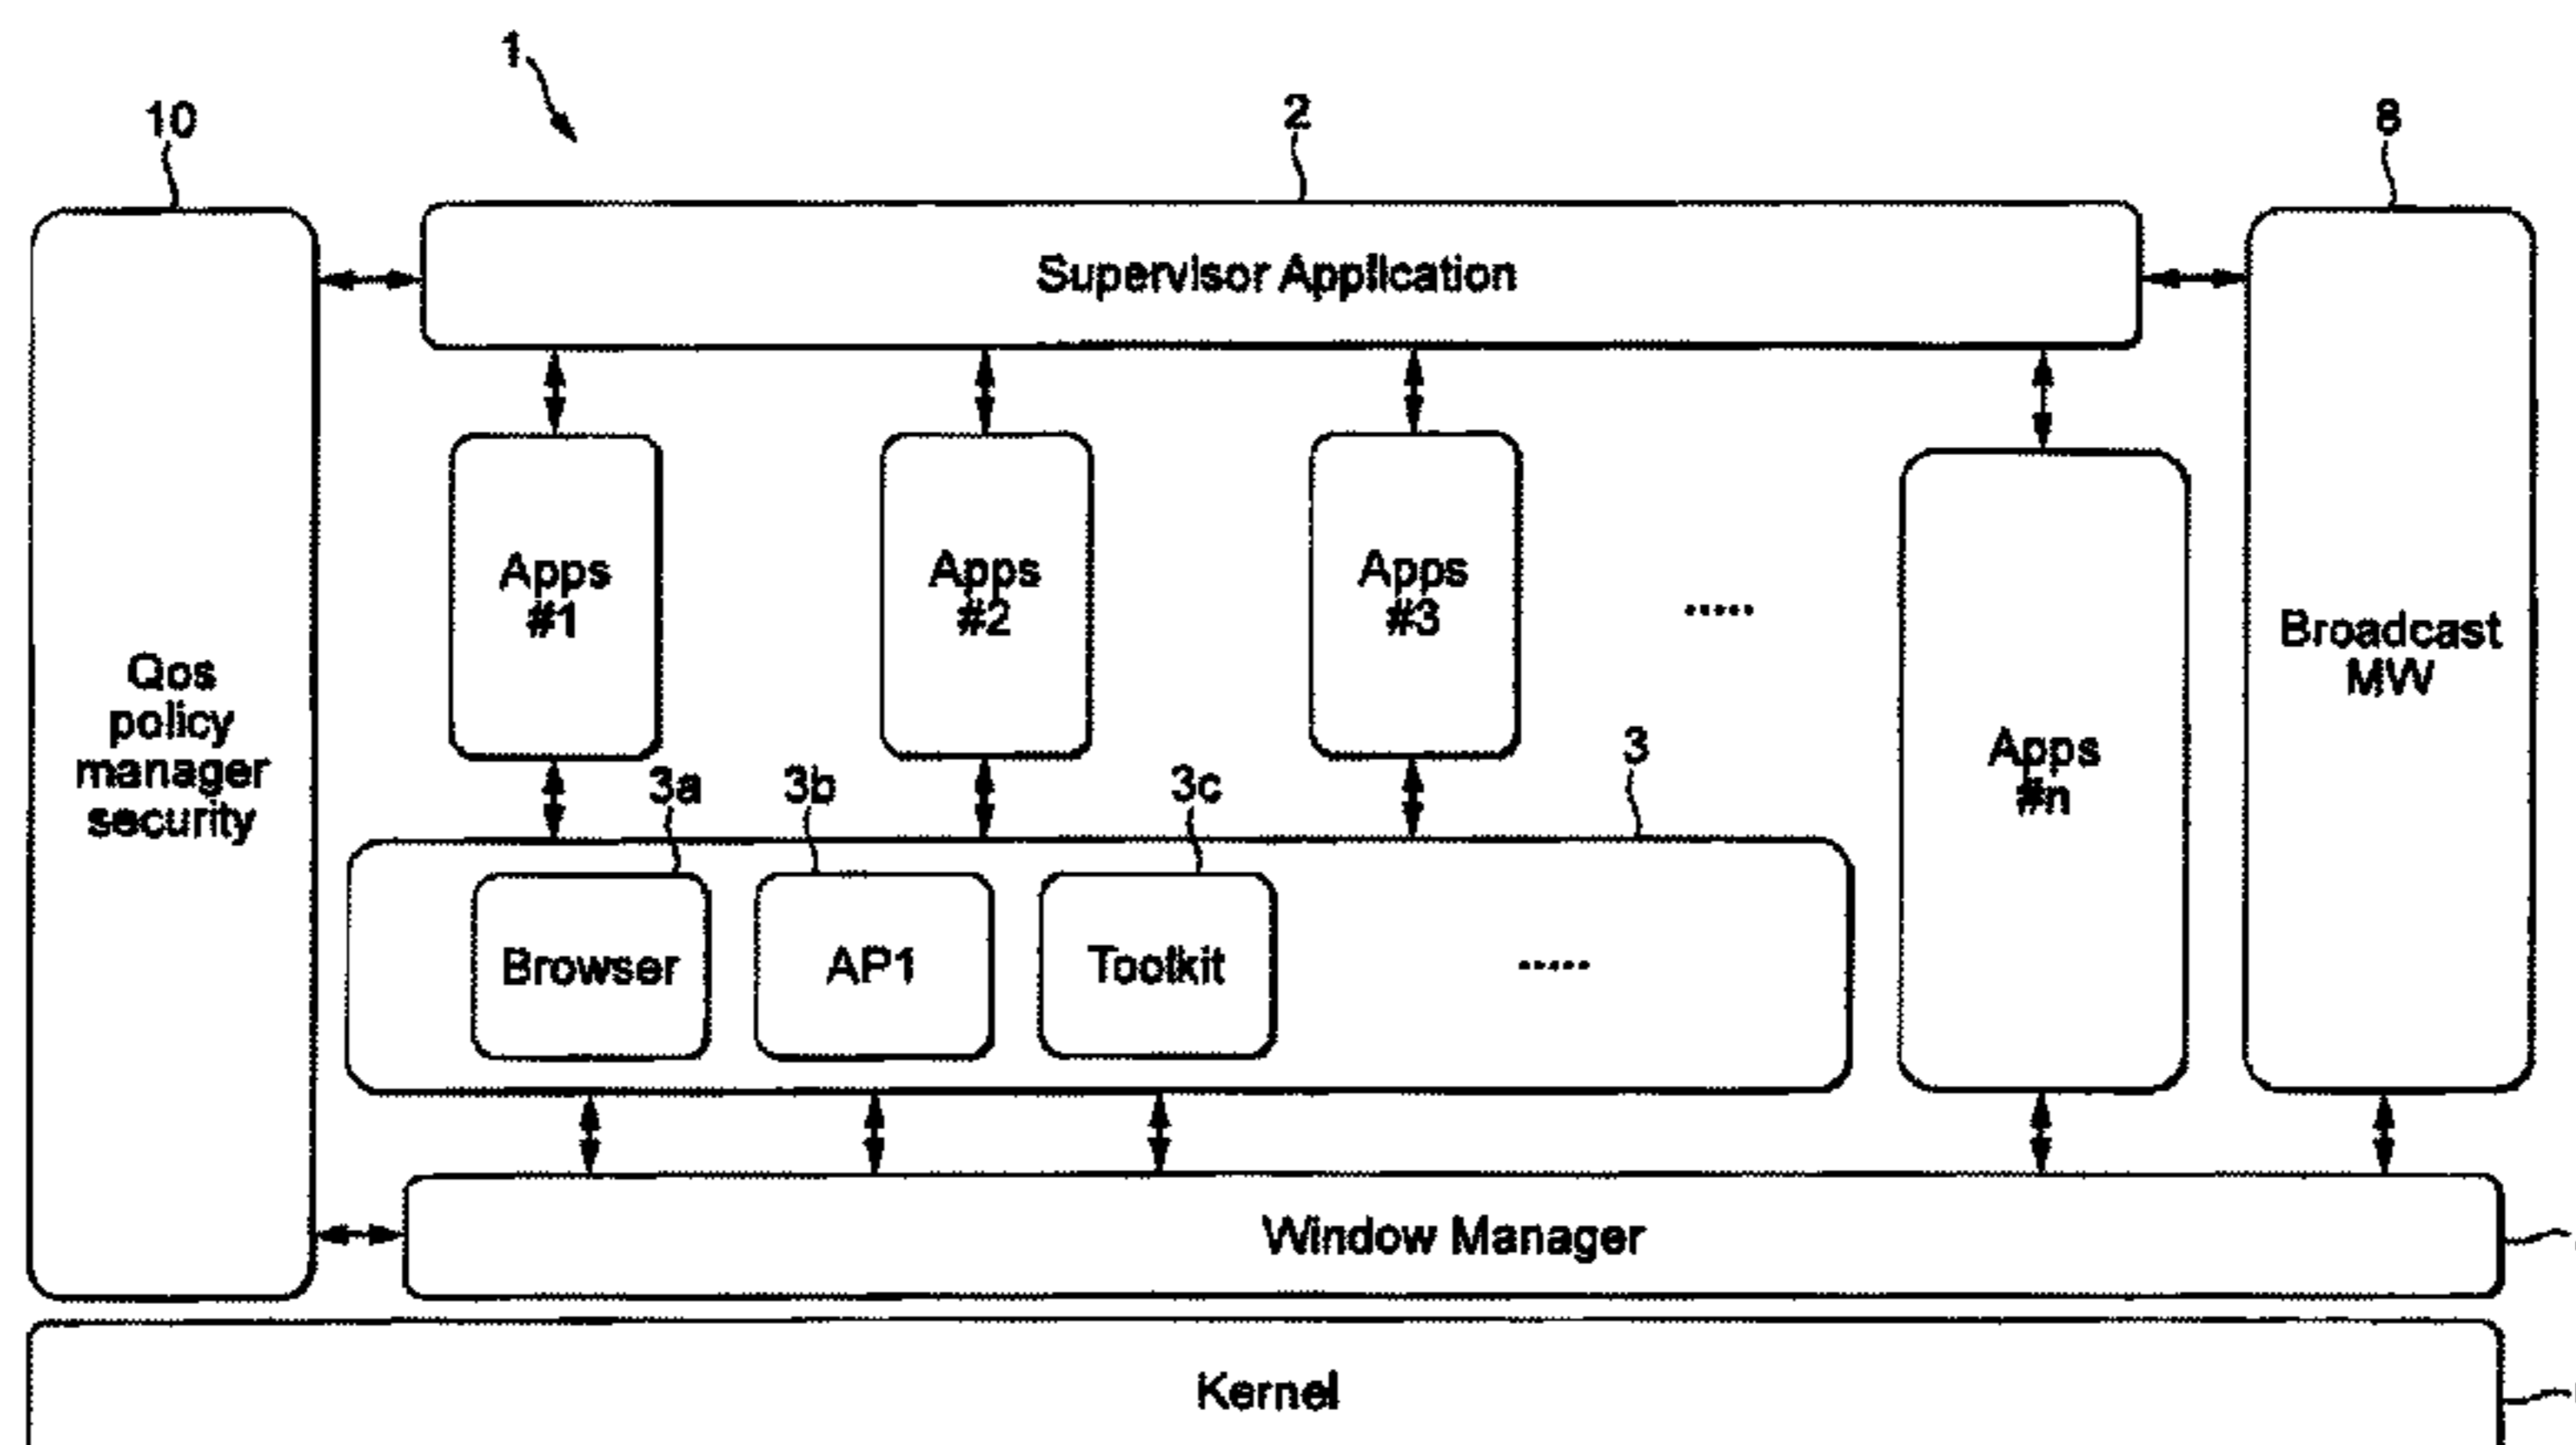 1
10
2
8
Supervisor Application
Apps
#1
Apps
#2
Apps
#3
.....
Apps
#n
Broadcast
MW
Qos
policy
manager
security
3a
3b
3c
3
Browser
AP1
Toolkit
.....
Window Manager
Kernel